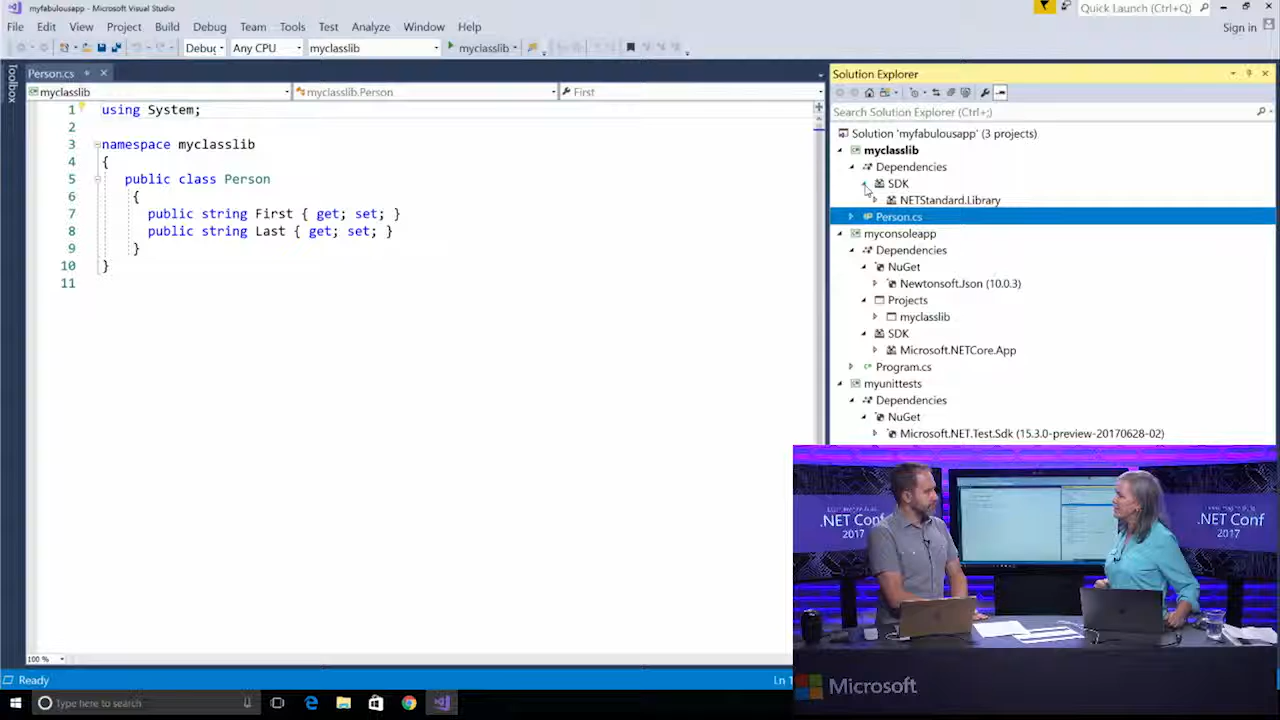 myfabulousapp - Microsoft Visual Studio
Quick Launch (Ctrl+Q)
File Edit View Project Build Debug Team Tools Test Analyze Window Help
Sign in
Debug Any CPU myclasslib myclasslib
Toolbox
Person.cs
myclasslib myclasslib.Person First
1 using System;
2
3 namespace myclasslib
4 {
5 public class Person
6 {
7 public string First { get; set; }
8 public string Last { get; set; }
9 }
10 }
11
100 %
Solution Explorer
Search Solution Explorer (Ctrl+;)
Solution 'myfabulousapp' (3 projects)
myclasslib
Dependencies
SDK
NETStandard.Library
Person.cs
myconsoleapp
Dependencies
NuGet
Newtonsoft.Json (10.0.3)
Projects
myclasslib
SDK
Microsoft.NETCore.App
Program.cs
myunittests
Dependencies
NuGet
Microsoft.NET.Test.Sdk (15.3.0-preview-20170628-02)
.NET Conf
2017
.NET Conf
2017
Microsoft
Ready
Ln 1
Type here to search